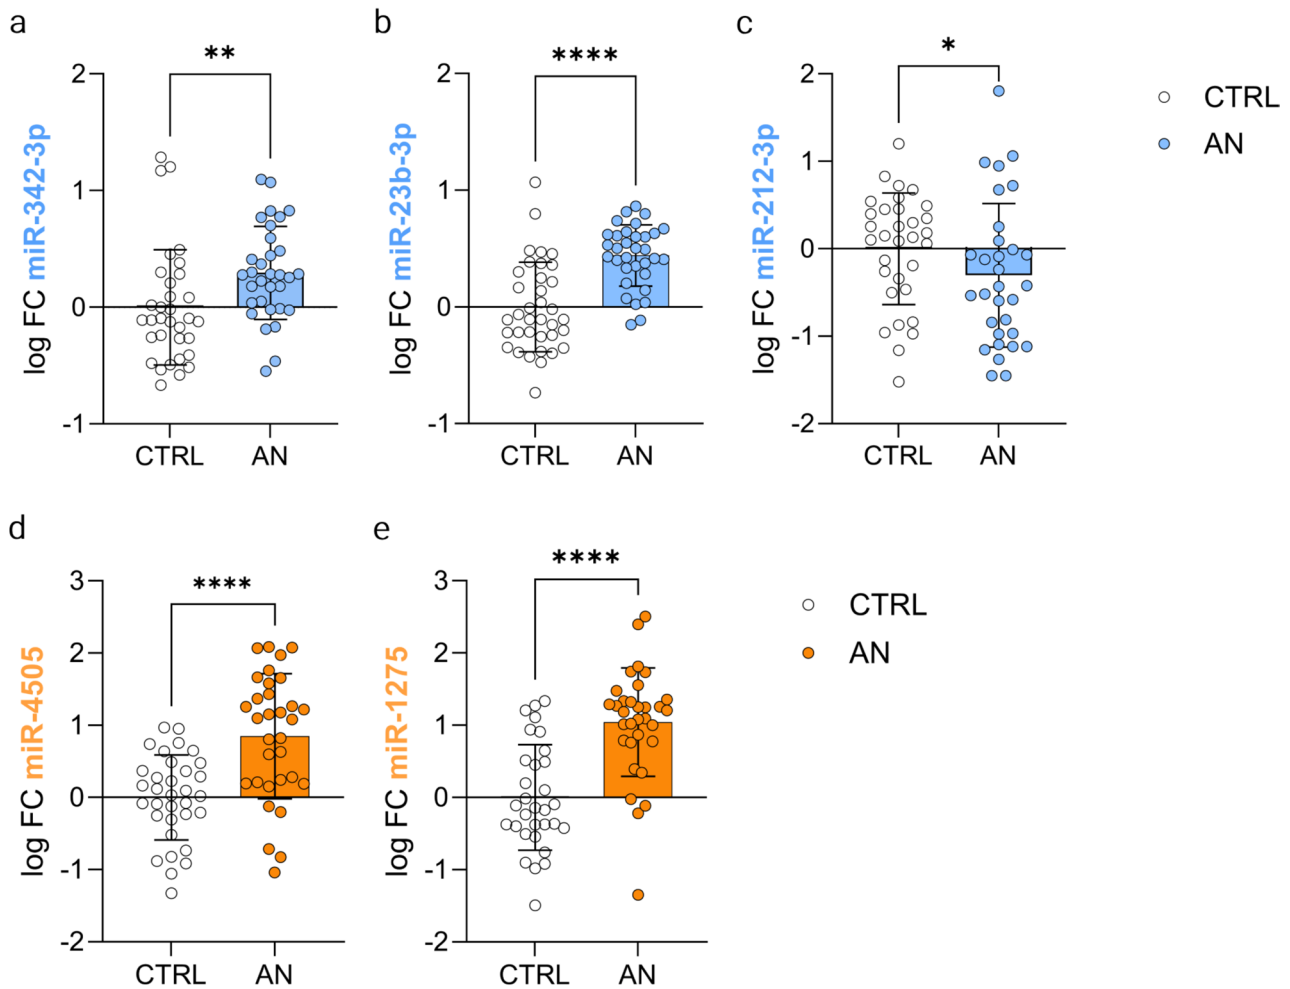 a
**
log FC miR-342-3p
2
1
0
-1
CTRL AN
b
****
log FC miR-23b-3p
2
1
0
-1
CTRL AN
c
*
log FC miR-212-3p
2
1
0
-1
-2
CTRL AN
CTRL
AN
d
****
log FC miR-4505
3
2
1
0
-1
-2
CTRL AN
e
****
log FC miR-1275
3
2
1
0
-1
-2
CTRL AN
CTRL
AN